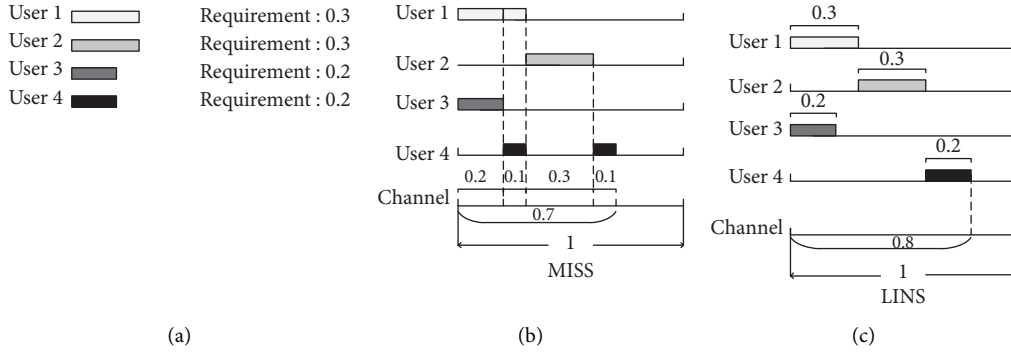 User 1 Requirement : 0.3
User 2 Requirement : 0.3
User 3 Requirement : 0.2
User 4 Requirement : 0.2
(a)
User 1
User 2
User 3
User 4
0.2 0.1 0.3 0.1
Channel
0.7
1
MISS
(b)
0.3
User 1
0.3
User 2
0.2
User 3
0.2
User 4
Channel
0.8
1
LINS
(c)